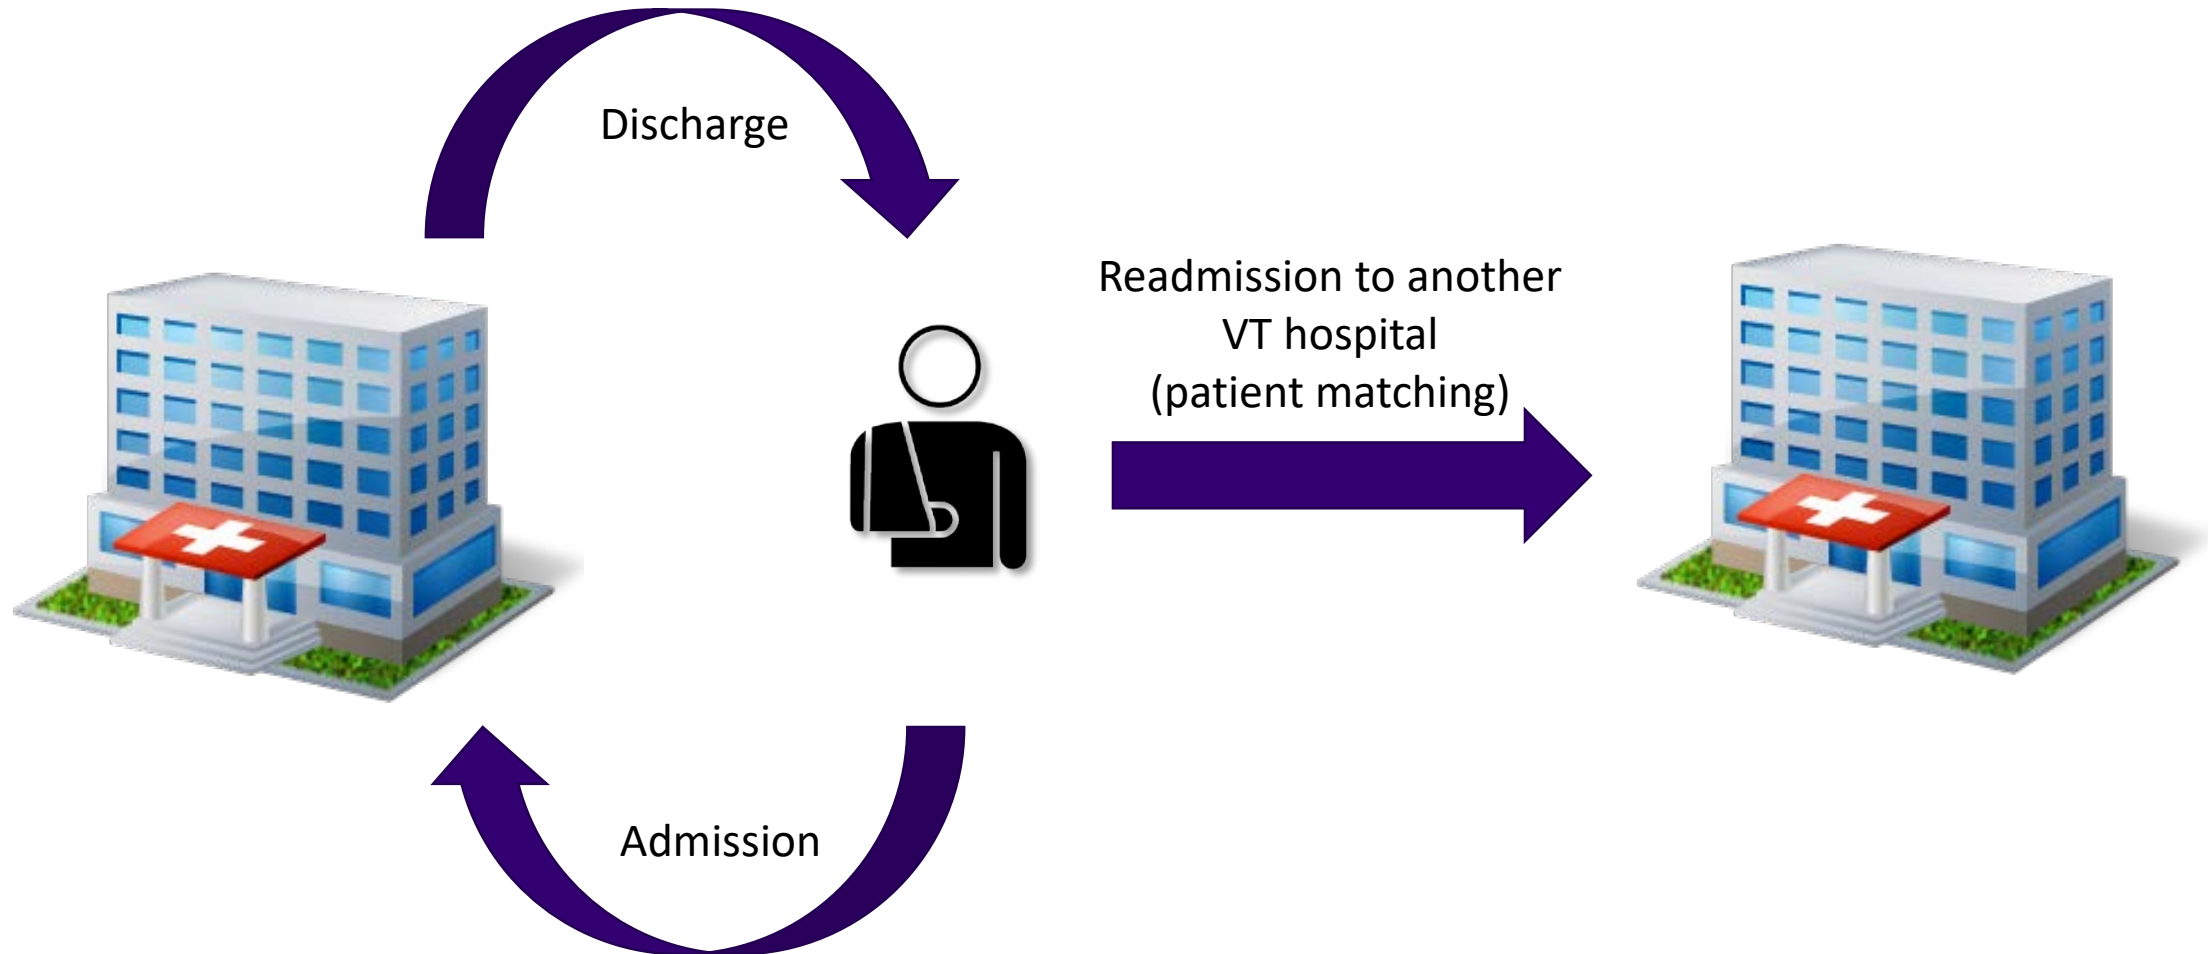 Discharge
Readmission to another
VT hospital
(patient matching)
Admission